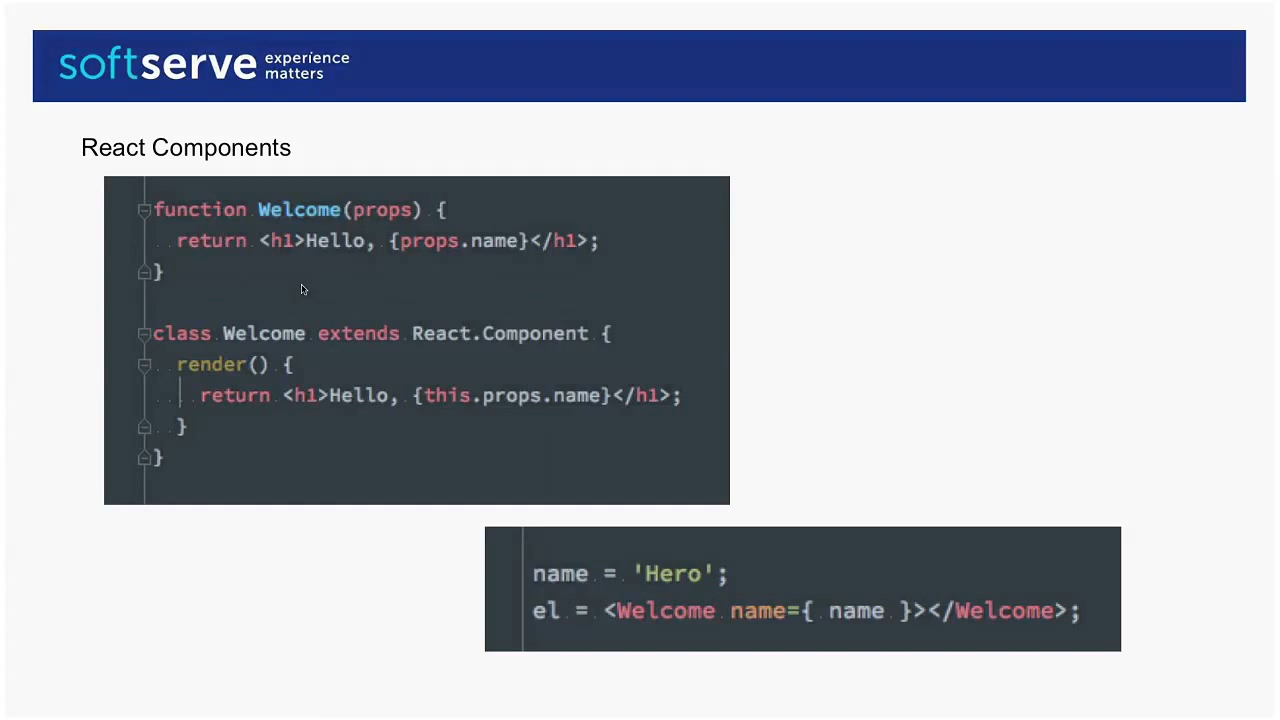 softserve experience
matters
React Components
function Welcome(props) {
return <h1>Hello, {props.name}</h1>;
}
class Welcome extends React.Component {
render() {
return <h1>Hello, {this.props.name}</h1>;
}
}
name = 'Hero';
el = <Welcome name={ name }></Welcome>;